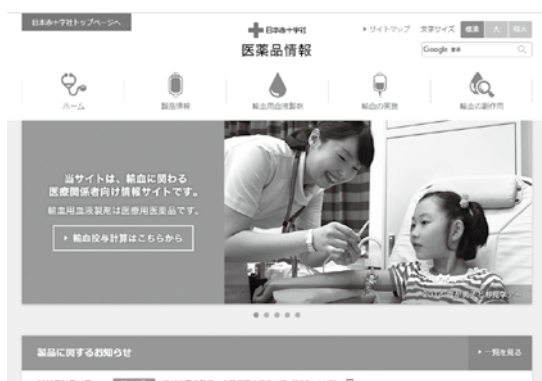 日本赤十字社トップページへ
日本赤十字社
医薬品情報
サイトマップ
文字サイズ 標準 大 特大
Google 検索
ホーム
製品情報
輸血用血液製剤
輸血の実施
輸血の副作用
当サイトは、輸血に関わる
医療関係者向け情報サイトです。
輸血用血液製剤は医療用医薬品です。
輸血投与計算はこちらから
製品に関するお知らせ
一覧を見る